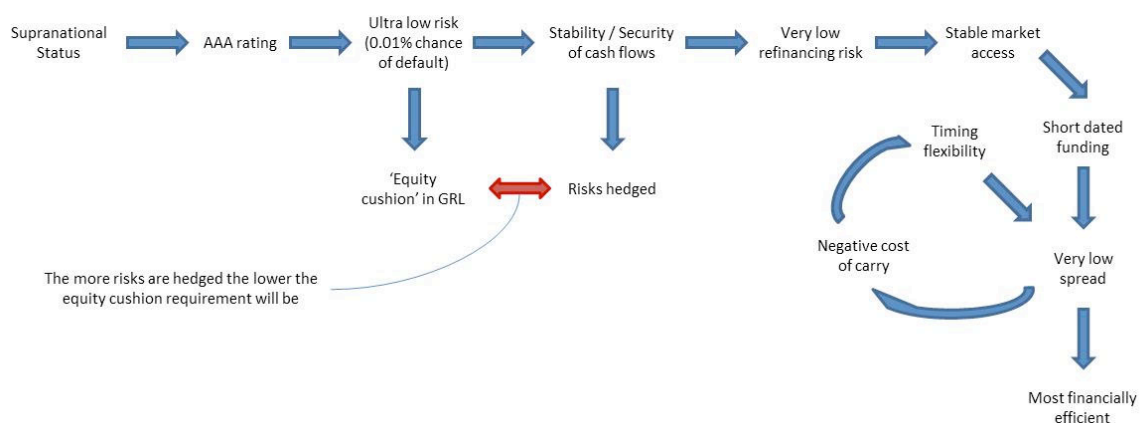 Supranational
Status
AAA rating
Ultra low risk
(0.01% chance
of default)
Stability / Security
of cash flows
Very low
refinancing risk
Stable market
access
Timing
flexibility
Short dated
funding
‘Equity
cushion’ in GRL
Risks hedged
Negative cost
of carry
Very low
spread
The more risks are hedged the lower the
equity cushion requirement will be
Most financially
efficient